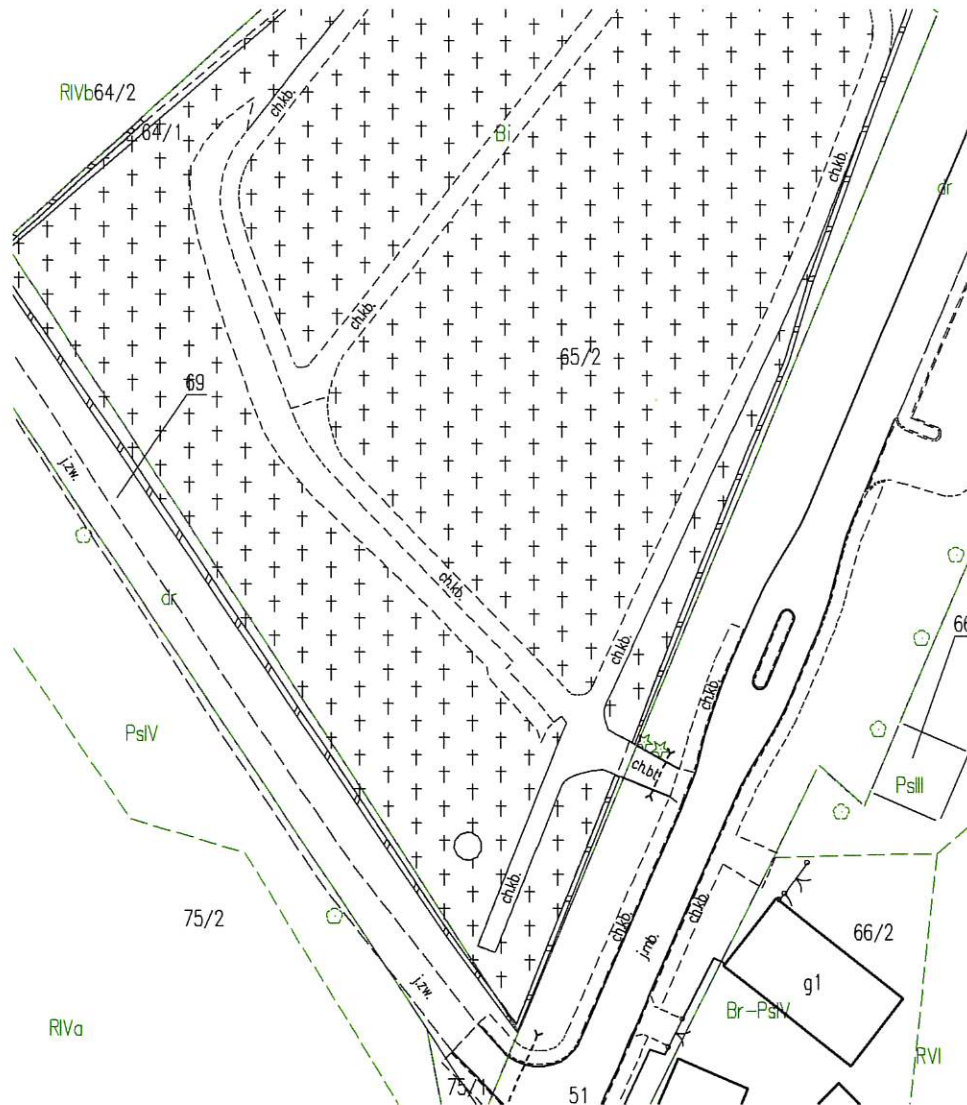 RIVb64/2
64/1
ch.kb.
Bi
ch.kb.
dr
ch.kb.
65/2
69
j.zw.
ch.kb.
dr
66
ch.kb.
ch.kb.
PsIV
ch.bt.
PsIII
ch.kb.
ch.kb.
ch.kb.
75/2
66/2
j.mb.
g1
j.zw.
Br-PsIV
RIVa
RVI
75/1
51